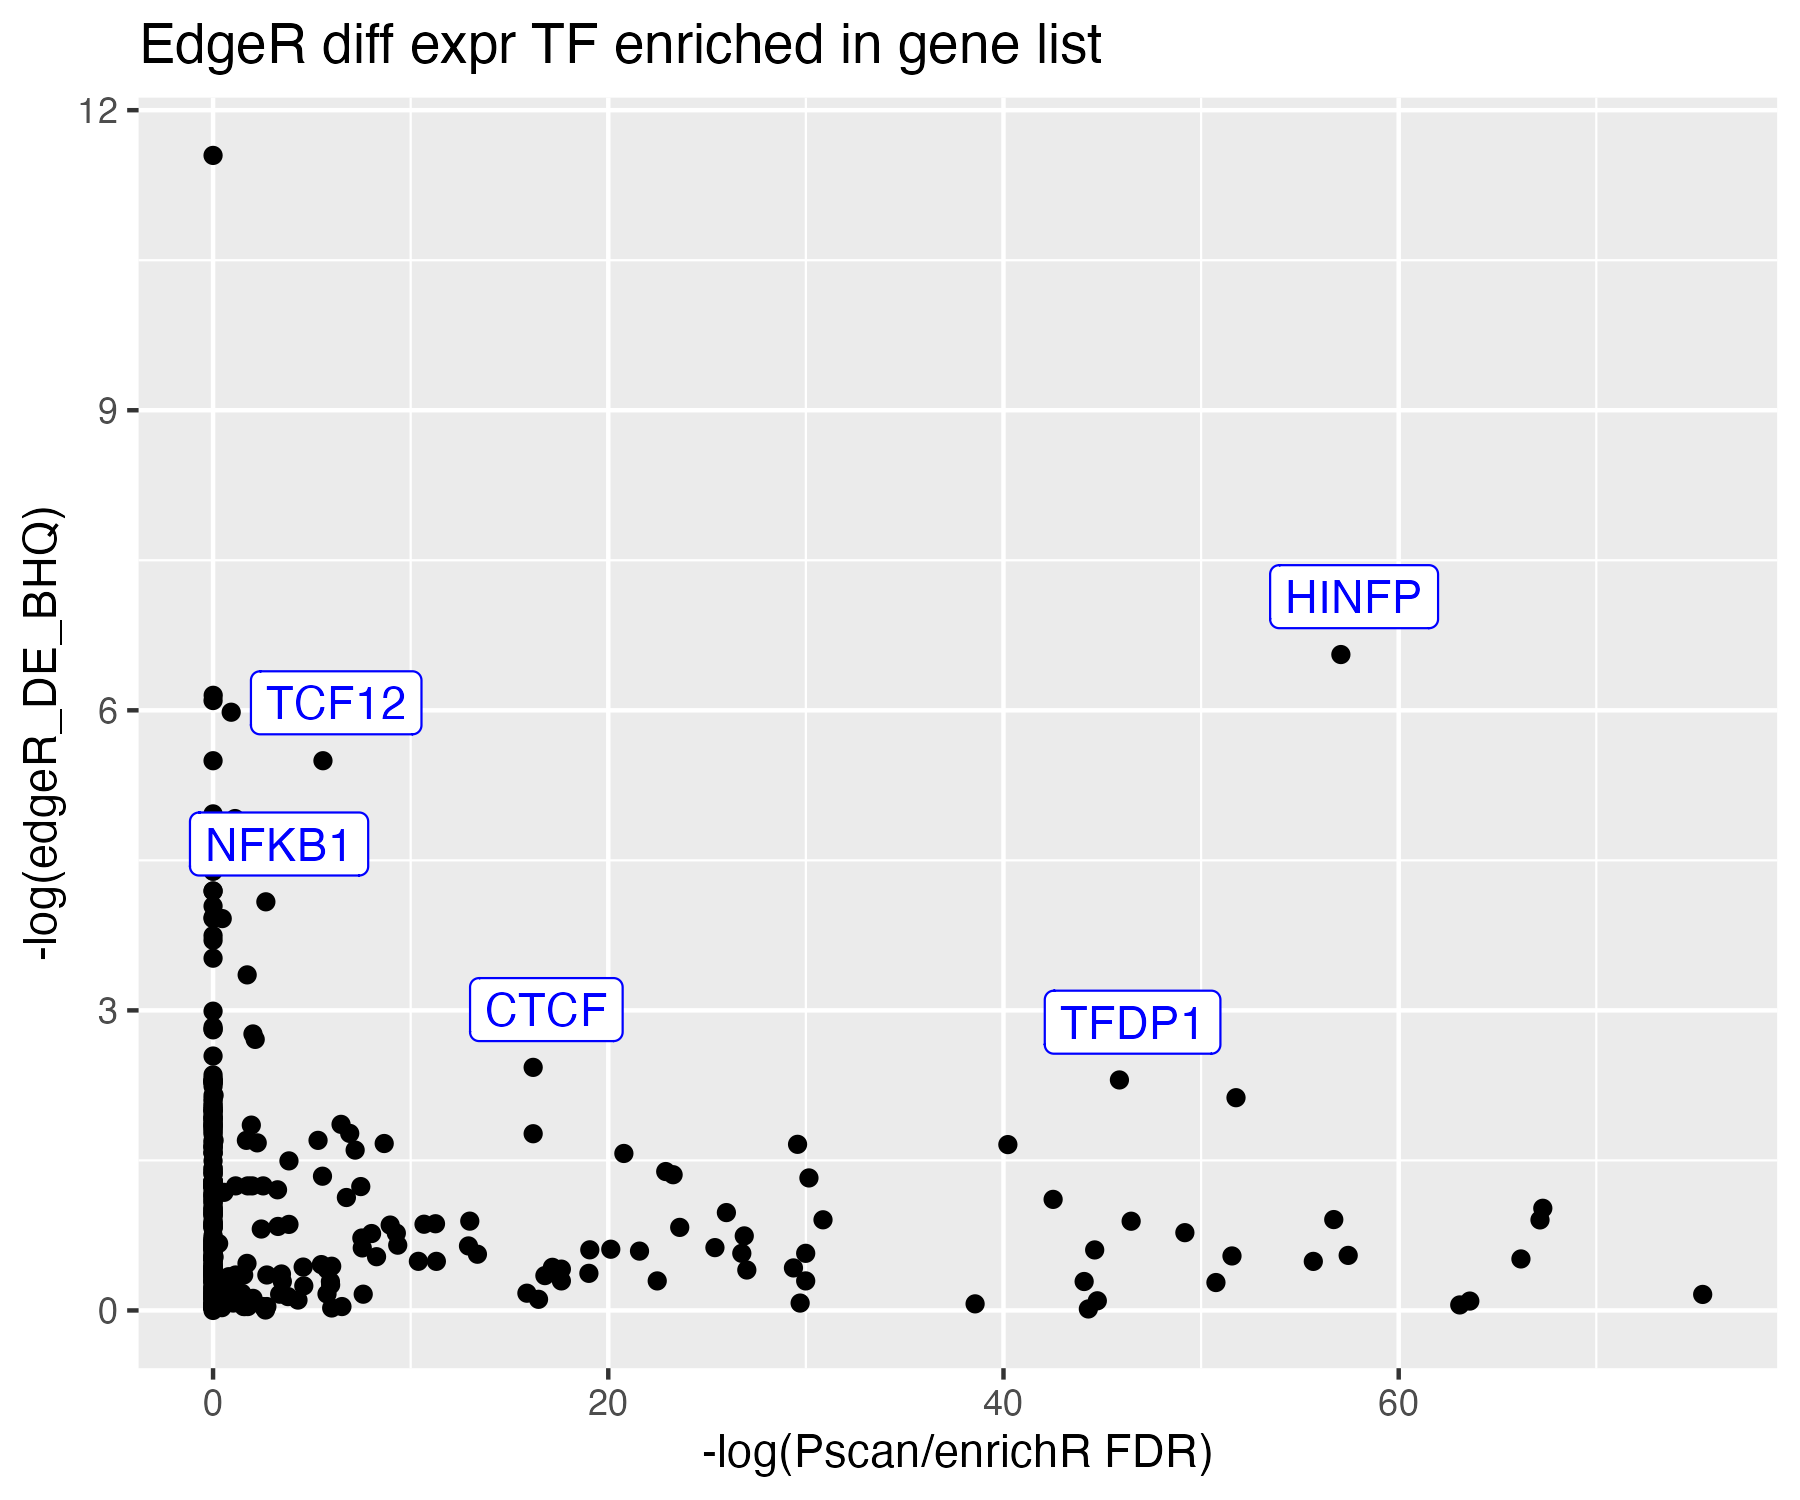 EdgeR diff expr TF enriched in gene list
12
9
6
3
0
-log(edgeR_DE_BHQ)
HINFP
TCF12
NFKB1
CTCF
TFDP1
0
20
40
60
-log(Pscan/enrichR FDR)